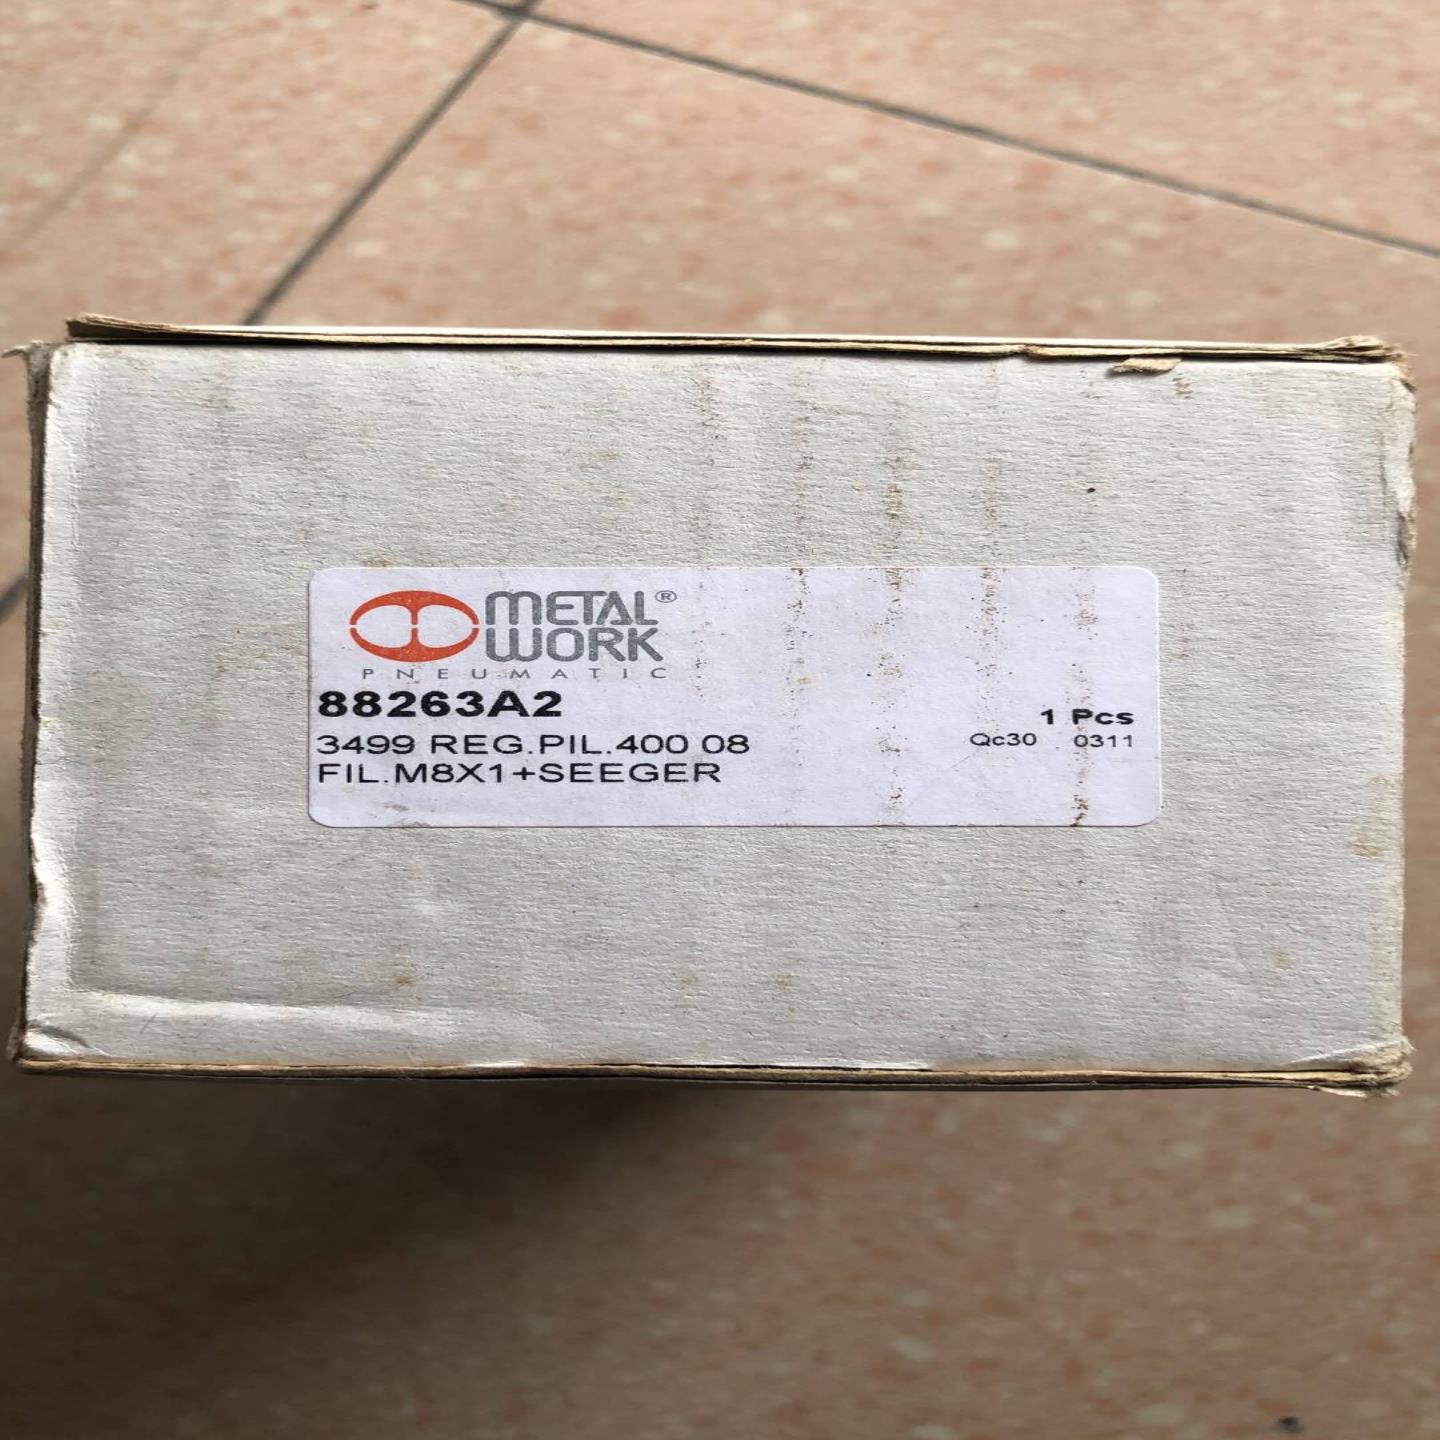 METAL®
WORK
PNEUMATIC
88263A2
1 Pcs
3499 REG.PIL.400 08
Qc30 0311
FIL.M8X1+SEEGER